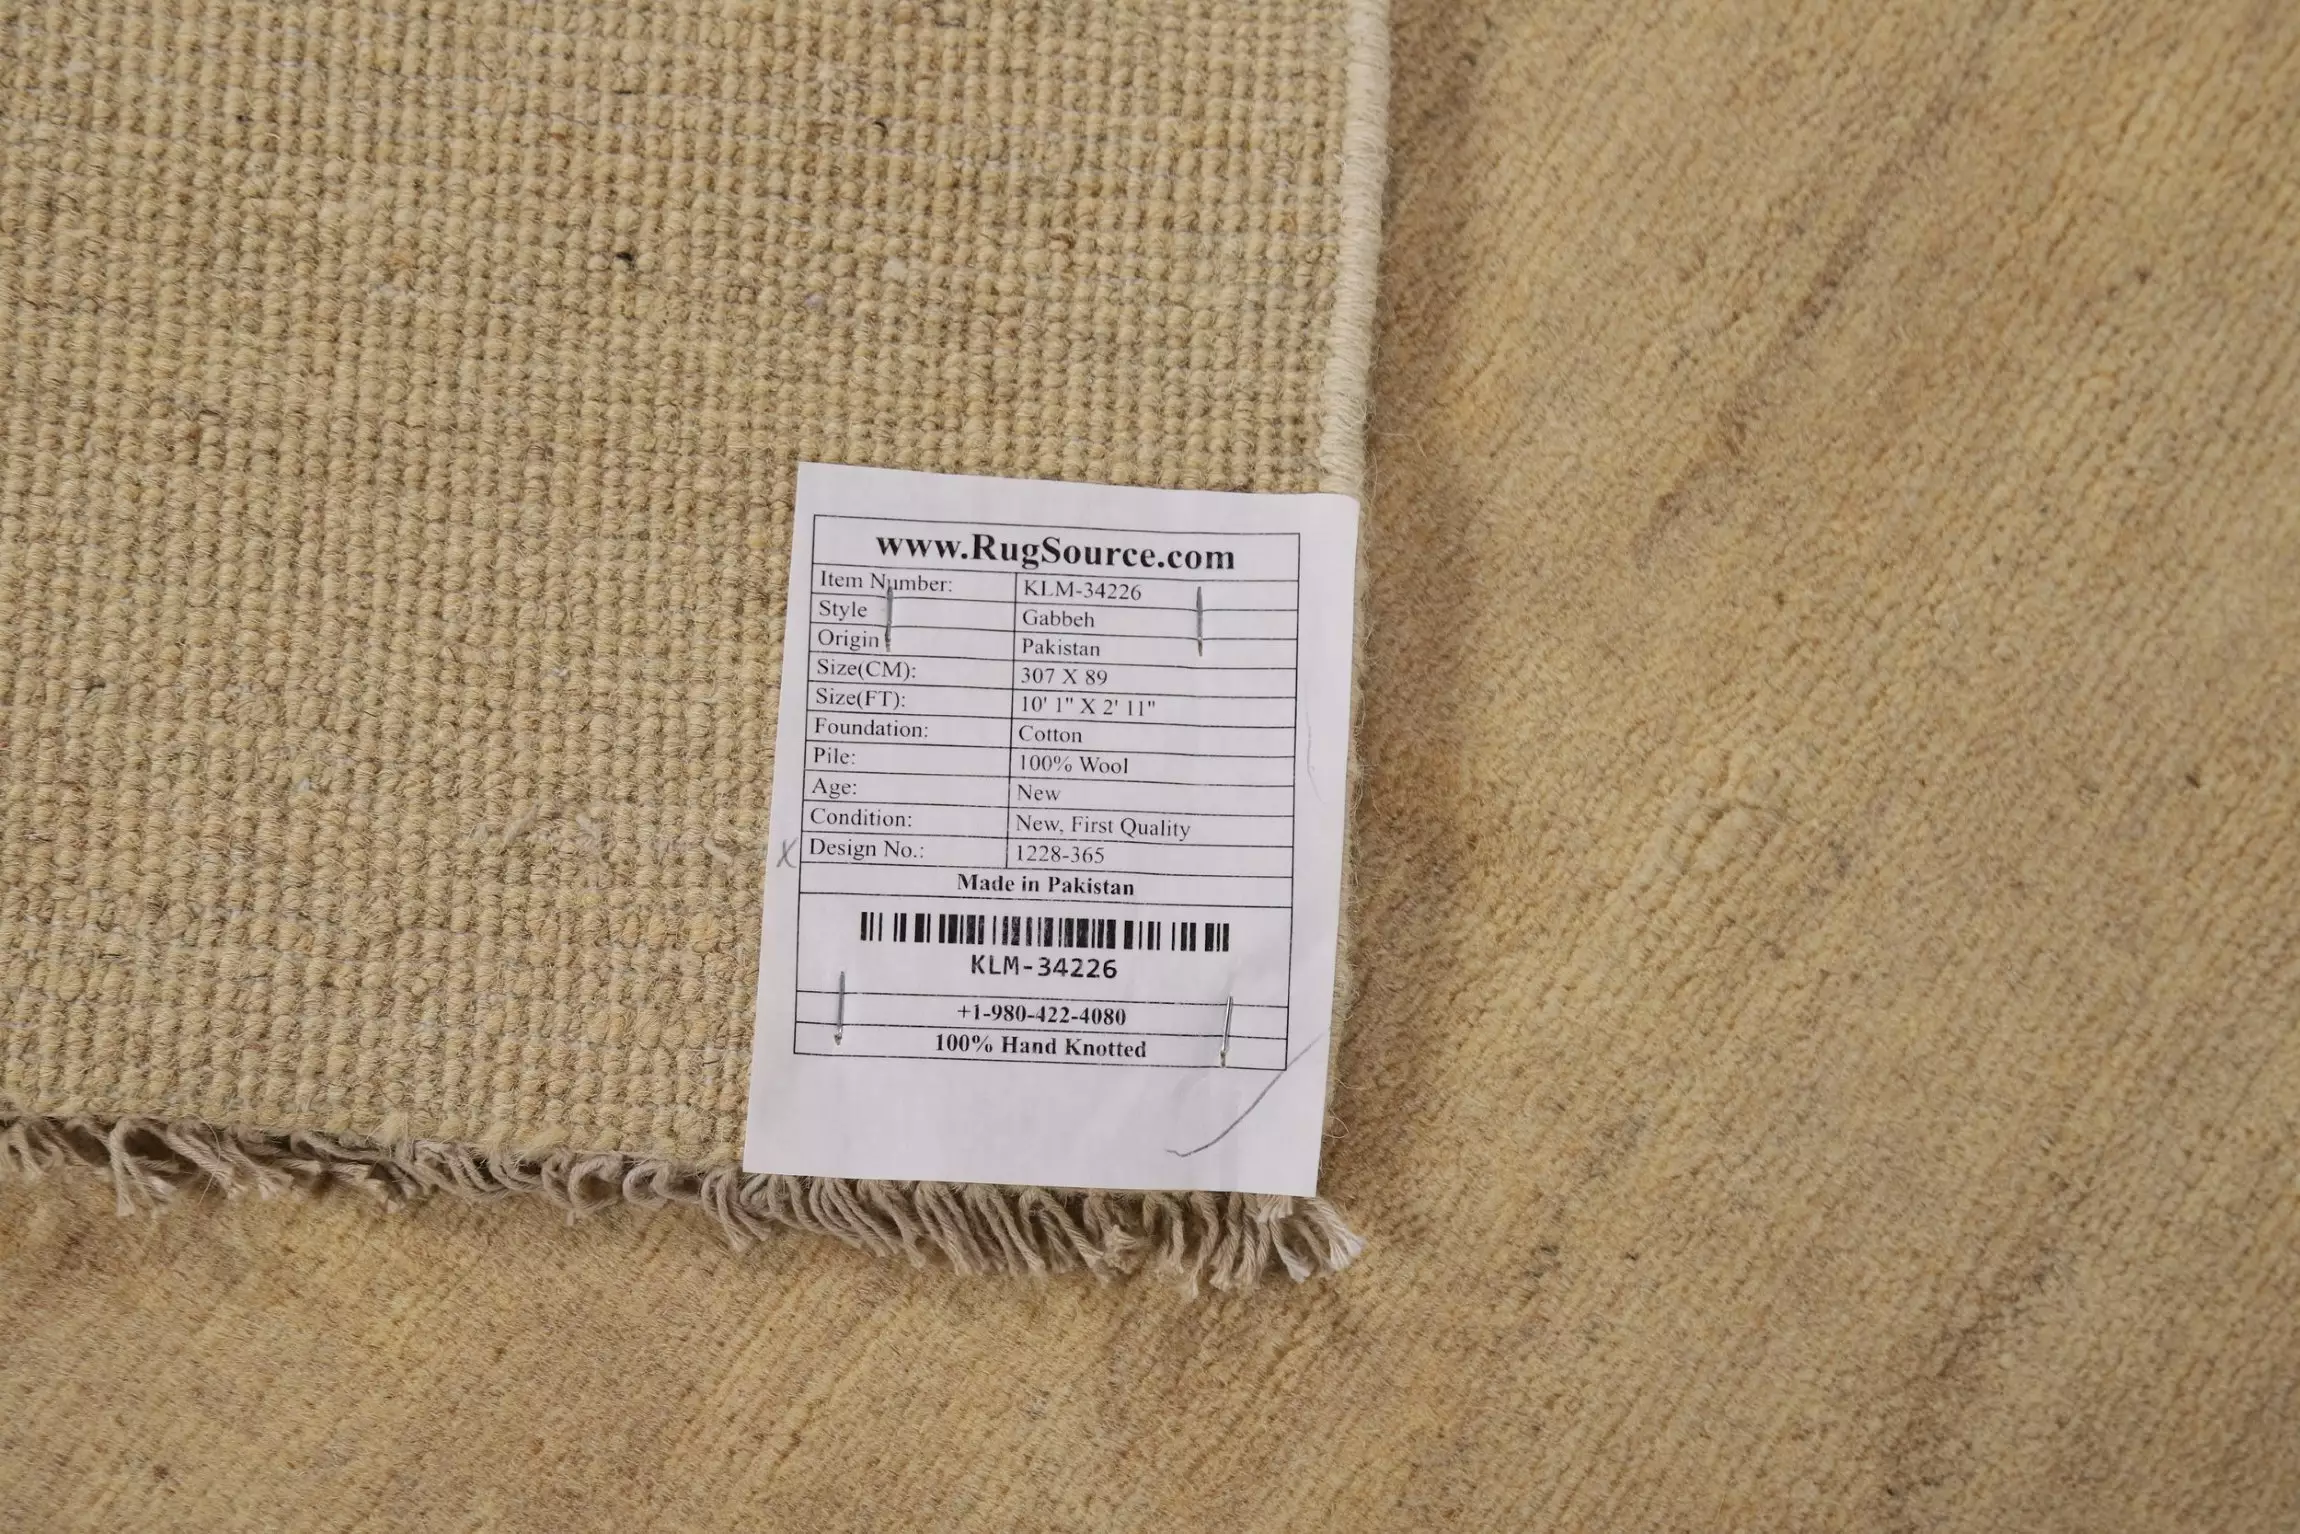 www.RugSource.com
Item Number: KLM-34226
Style Gabbeh
Origin Pakistan
Size(CM): 307 X 89
Size(FT): 10' 1" X 2' 11"
Foundation: Cotton
Pile: 100% Wool
Age: New
Condition: New, First Quality
X Design No.: 1228-365
Made in Pakistan
KLM-34226
+1-980-422-4080
100% Hand Knotted